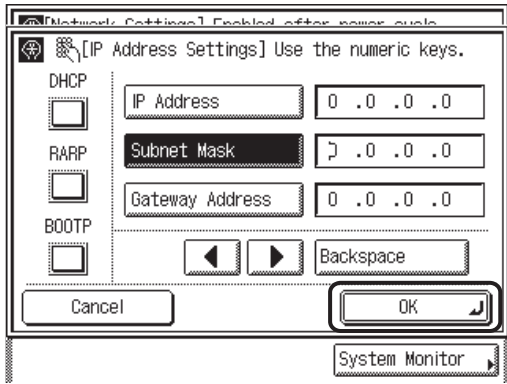 [Network Settings] Enabled after power cycle
[IP Address Settings] Use the numeric keys.
DHCP
IP Address 0 .0 .0 .0
RARP
Subnet Mask 0 .0 .0 .0
Gateway Address 0 .0 .0 .0
BOOTP
Backspace
Cancel OK
System Monitor